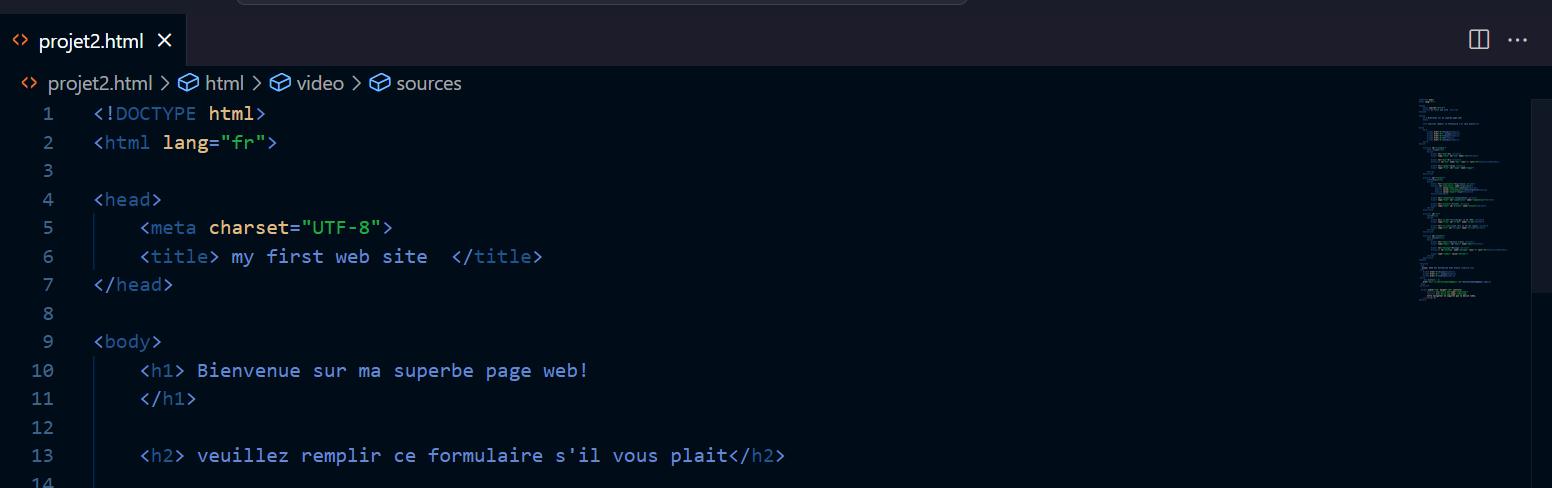 projet2.html
projet2.html > html > video > sources
1 <!DOCTYPE html>
2 <html lang="fr">
3
4 <head>
5 <meta charset="UTF-8">
6 <title> my first web site  </title>
7 </head>
8
9 <body>
10 <h1> Bienvenue sur ma superbe page web!
11 </h1>
12
13 <h2> veuillez remplir ce formulaire s'il vous plait</h2>
14